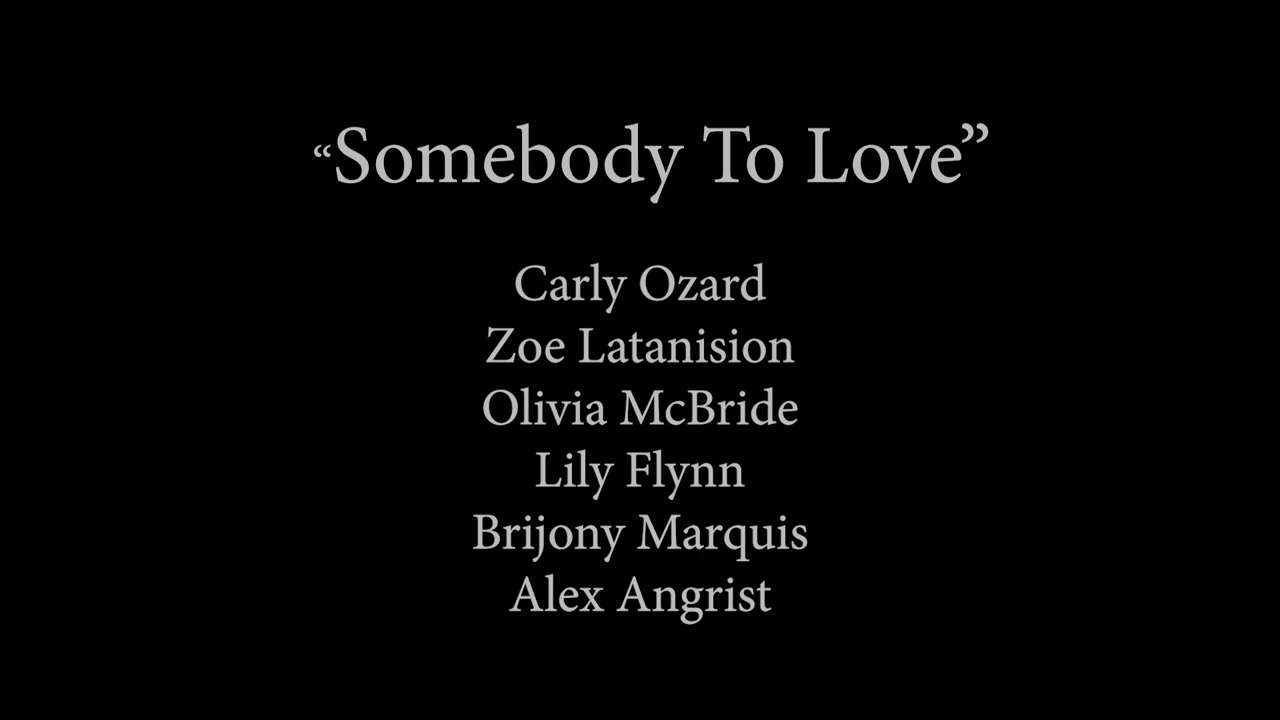 “Somebody To Love”
Carly Ozard
Zoe Latanision
Olivia McBride
Lily Flynn
Brijony Marquis
Alex Angrist